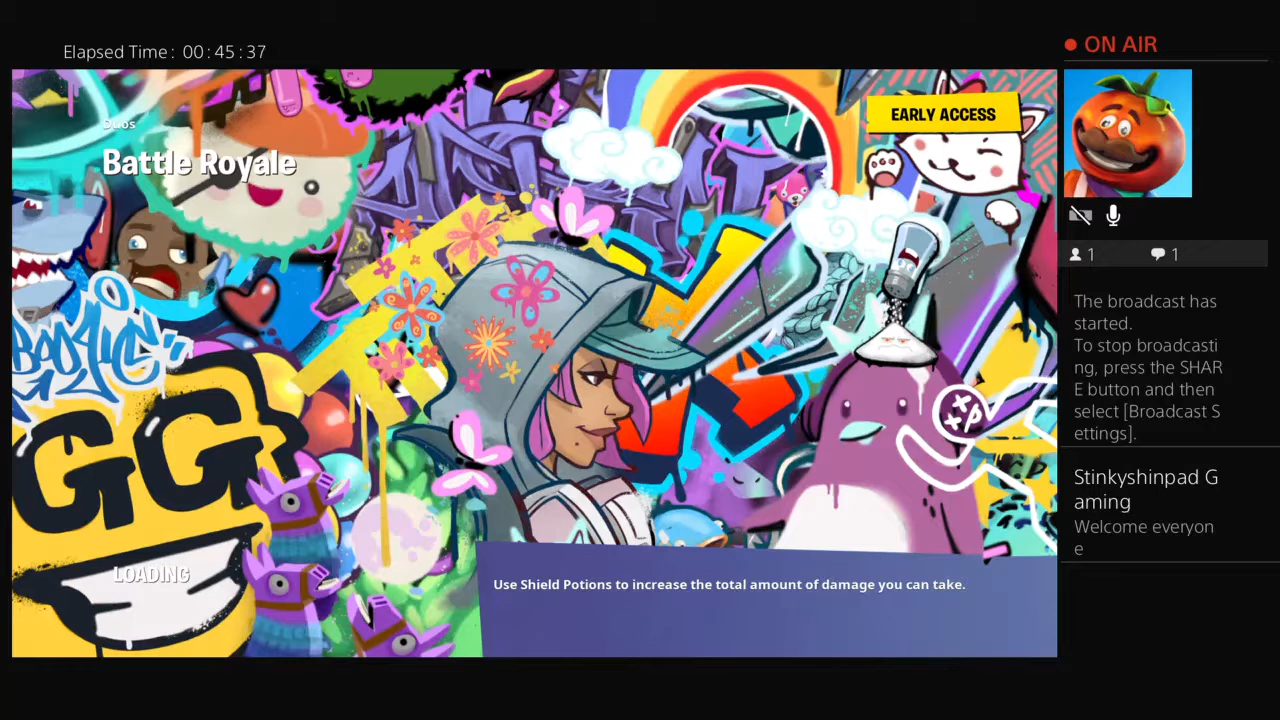 Elapsed Time: 00:45:37
ON AIR
EARLY ACCESS
Duos
Battle Royale
1
1
The broadcast has
started.
To stop broadcasti
ng, press the SHAR
E button and then
select [Broadcast S
ettings].
Stinkyshinpad G
aming
Welcome everyon
e
GG
LOADING
Use Shield Potions to increase the total amount of damage you can take.